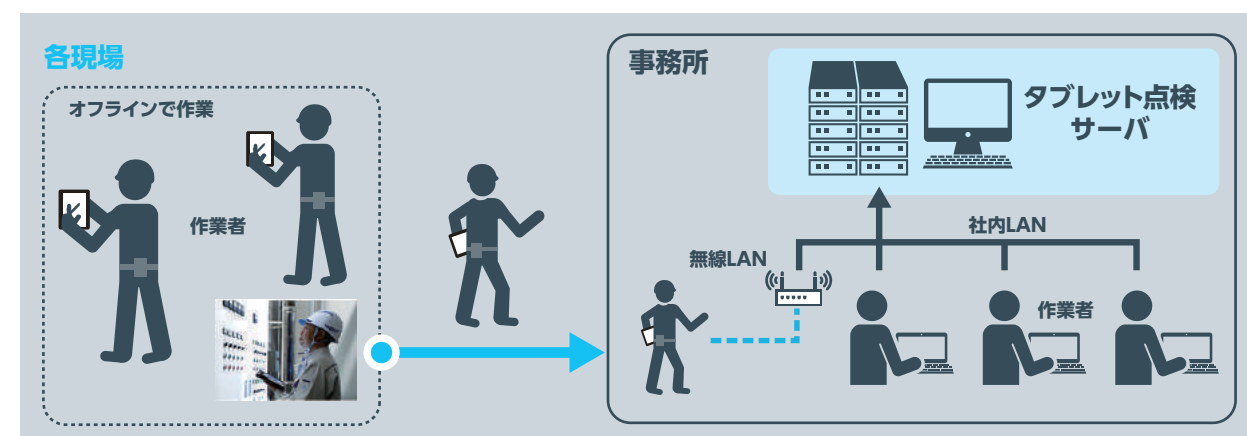 各現場
オフラインで作業
作業者
事務所
タブレット点検
サーバ
社内LAN
無線LAN
作業者